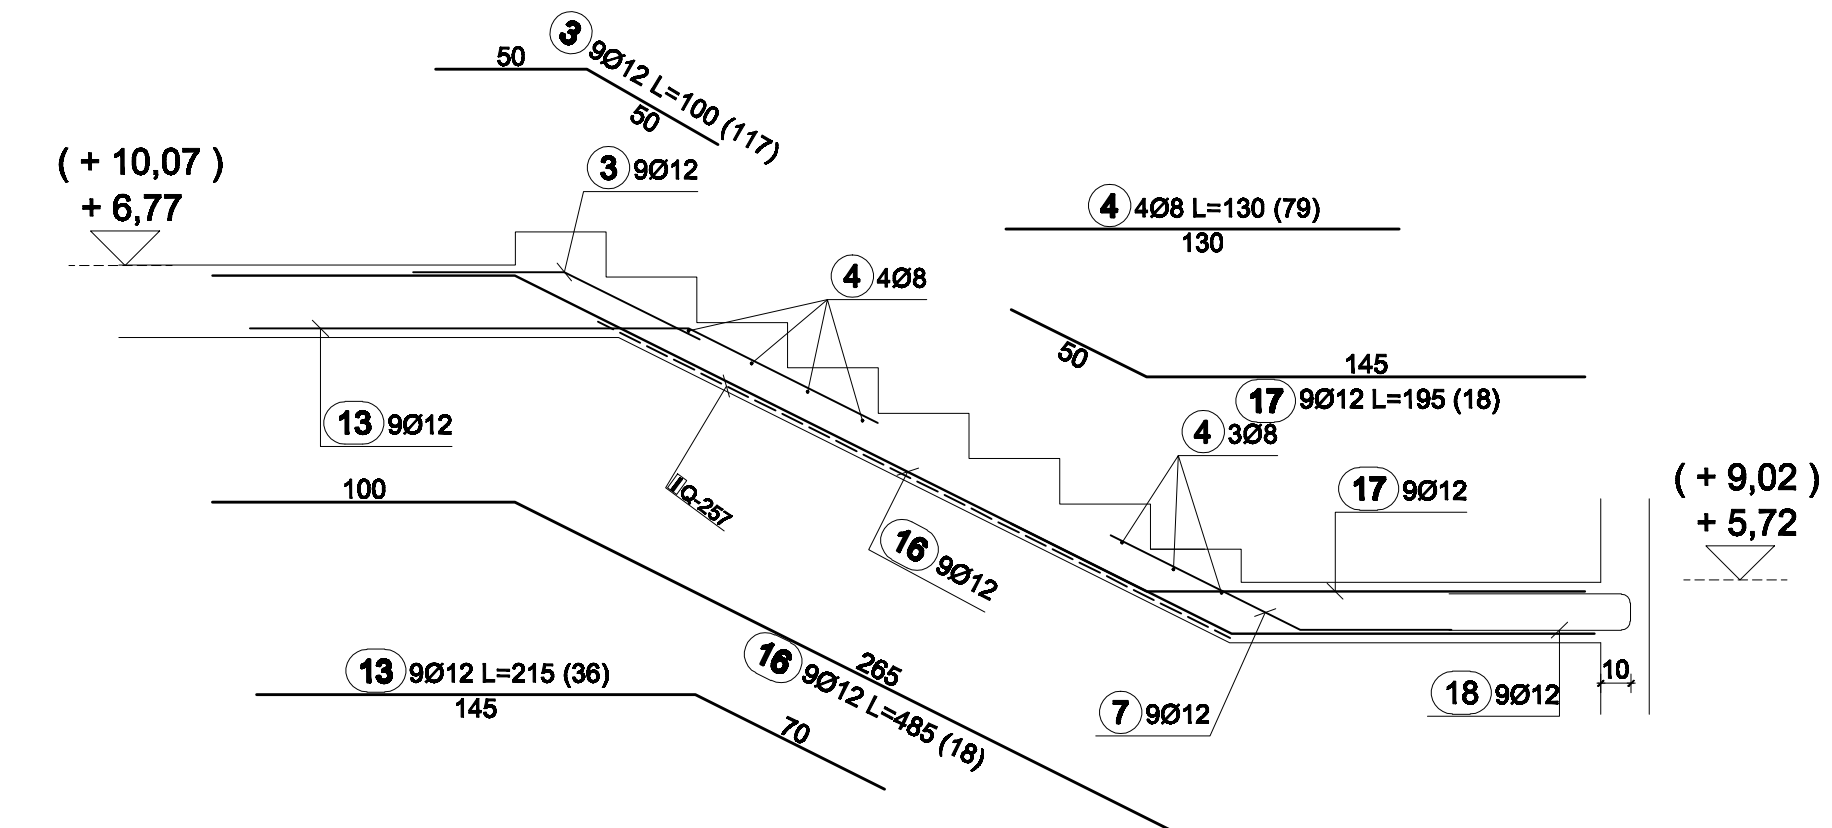 50
3 9Ø12 L=100 (117)
50
( + 10,07 )
+ 6,77
3 9Ø12
4 4Ø8 L=130 (79)
130
4 4Ø8
50
145
17 9Ø12 L=195 (18)
13 9Ø12
4 3Ø8
100
Q-257
17 9Ø12
( + 9,02 )
+ 5,72
16 9Ø12
13 9Ø12 L=215 (36)
145
70
265
16 9Ø12 L=485 (18)
7 9Ø12
18 9Ø12
10